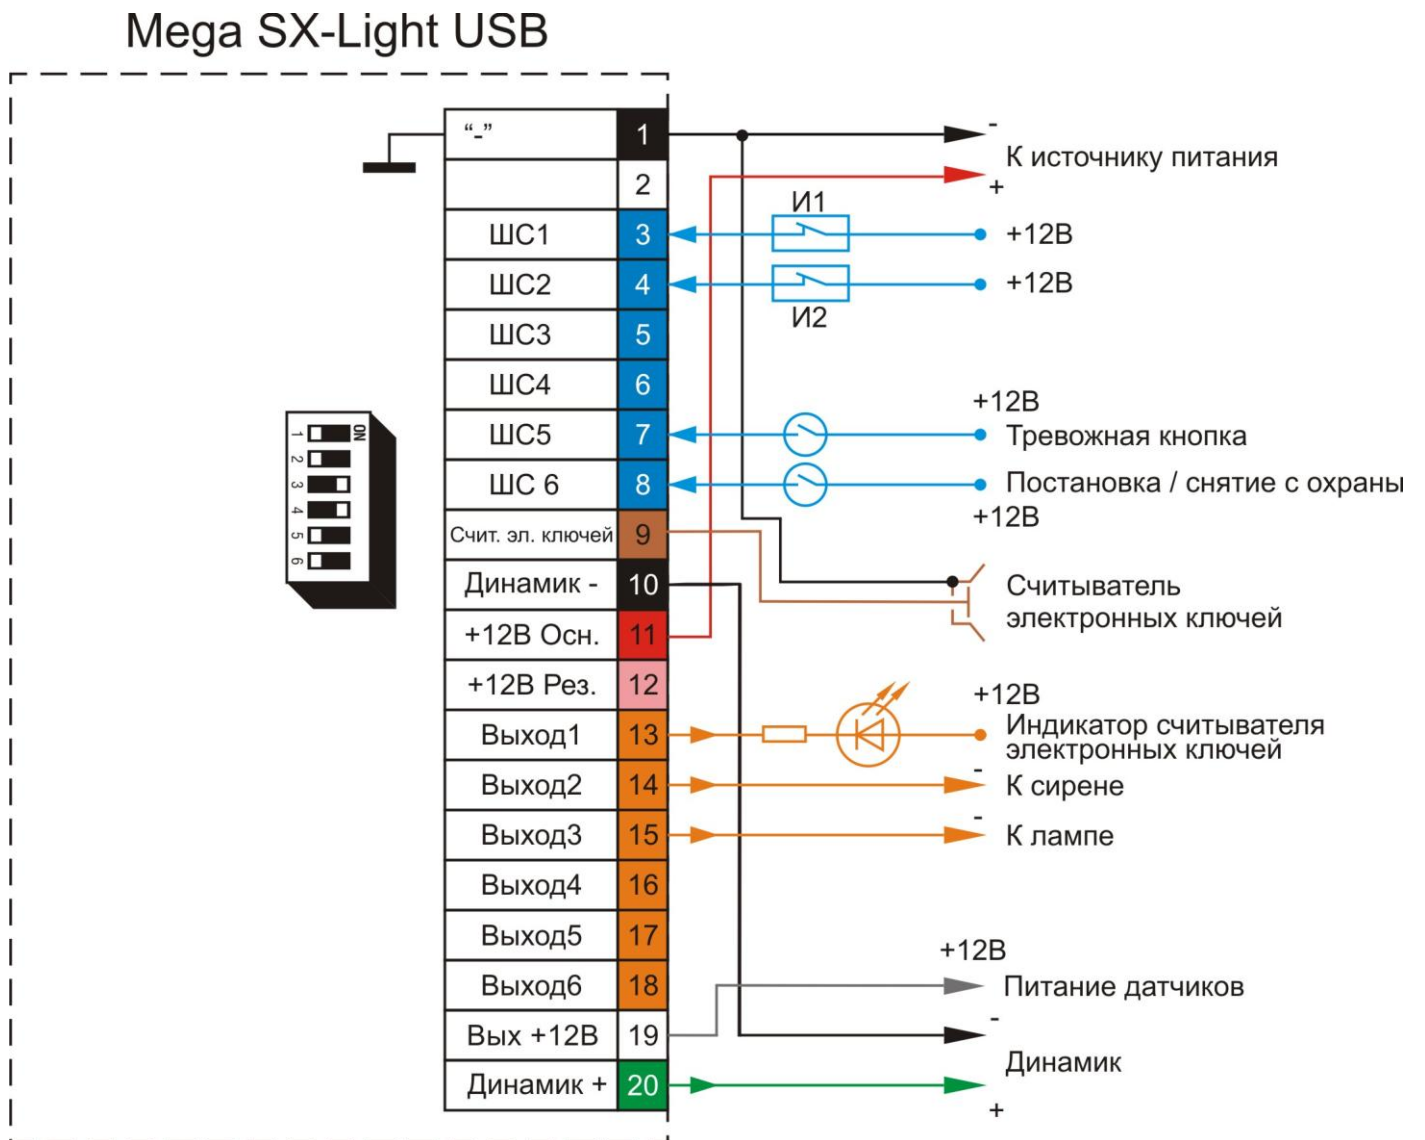 Mega SX-Light USB
“-” 1
2
ШС1 3
ШС2 4
ШС3 5
ШС4 6
ШС5 7
ШС 6 8
Счит. эл. ключей 9
Динамик - 10
+12В Осн. 11
+12В Рез. 12
Выход1 13
Выход2 14
Выход3 15
Выход4 16
Выход5 17
Выход6 18
Вых +12В 19
Динамик + 20
ON
1
2
3
4
5
6
-
К источнику питания
+
И1
+12В
+12В
И2
+12В
Тревожная кнопка
Постановка / снятие с охраны
+12В
Считыватель
электронных ключей
+12В
Индикатор считывателя
электронных ключей
-
К сирене
-
К лампе
+12В
Питание датчиков
-
Динамик
+